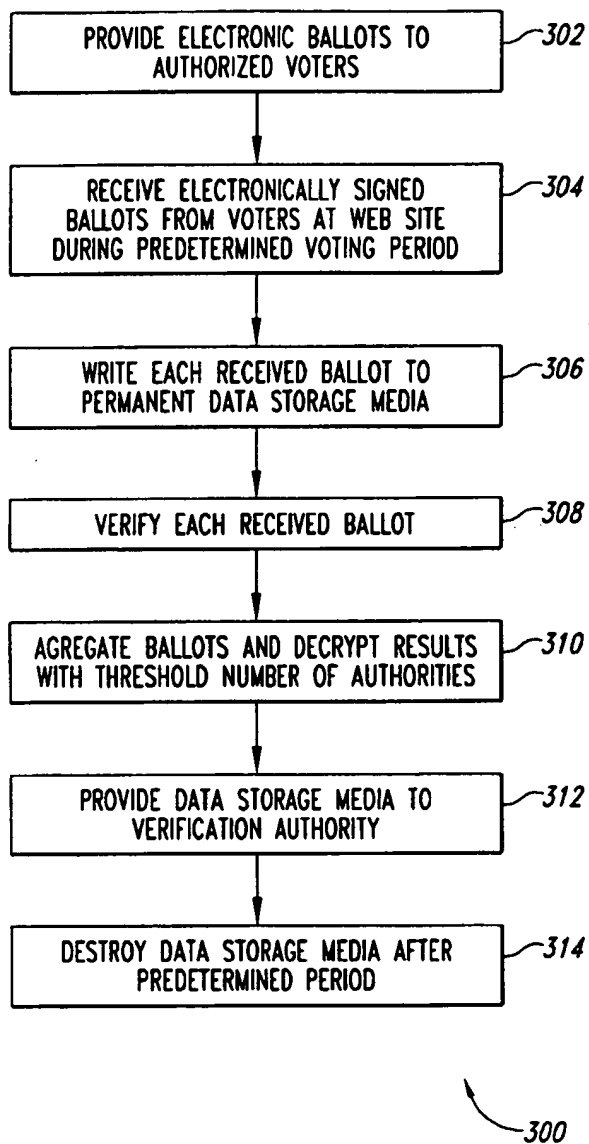 PROVIDE ELECTRONIC BALLOTS TO
AUTHORIZED VOTERS
302
RECEIVE ELECTRONICALLY SIGNED
BALLOTS FROM VOTERS AT WEB SITE
DURING PREDETERMINED VOTING PERIOD
304
WRITE EACH RECEIVED BALLOT TO
PERMANENT DATA STORAGE MEDIA
306
VERIFY EACH RECEIVED BALLOT
308
AGREGATE BALLOTS AND DECRYPT RESULTS
WITH THRESHOLD NUMBER OF AUTHORITIES
310
PROVIDE DATA STORAGE MEDIA TO
VERIFICATION AUTHORITY
312
DESTROY DATA STORAGE MEDIA AFTER
PREDETERMINED PERIOD
314
300